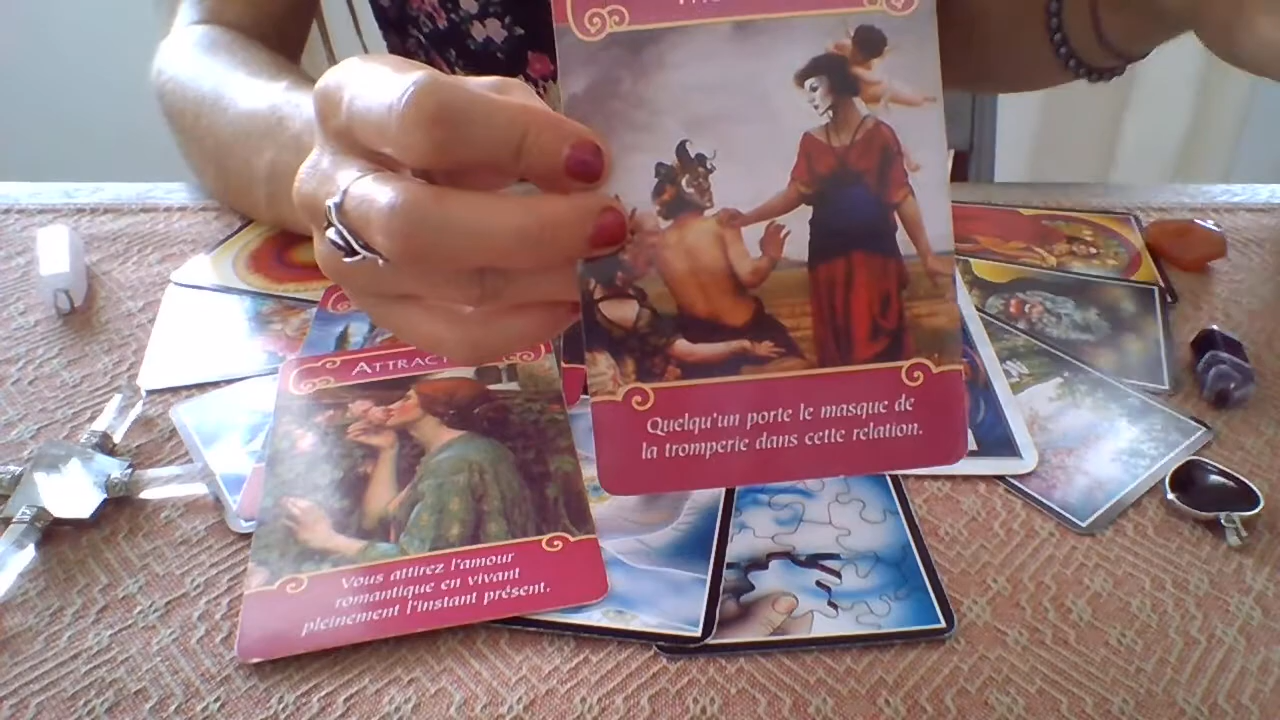 Quelqu'un porte le masque de
la tromperie dans cette relation.
Vous attirez l'amour
romantique en vivant
pleinement l'instant présent.